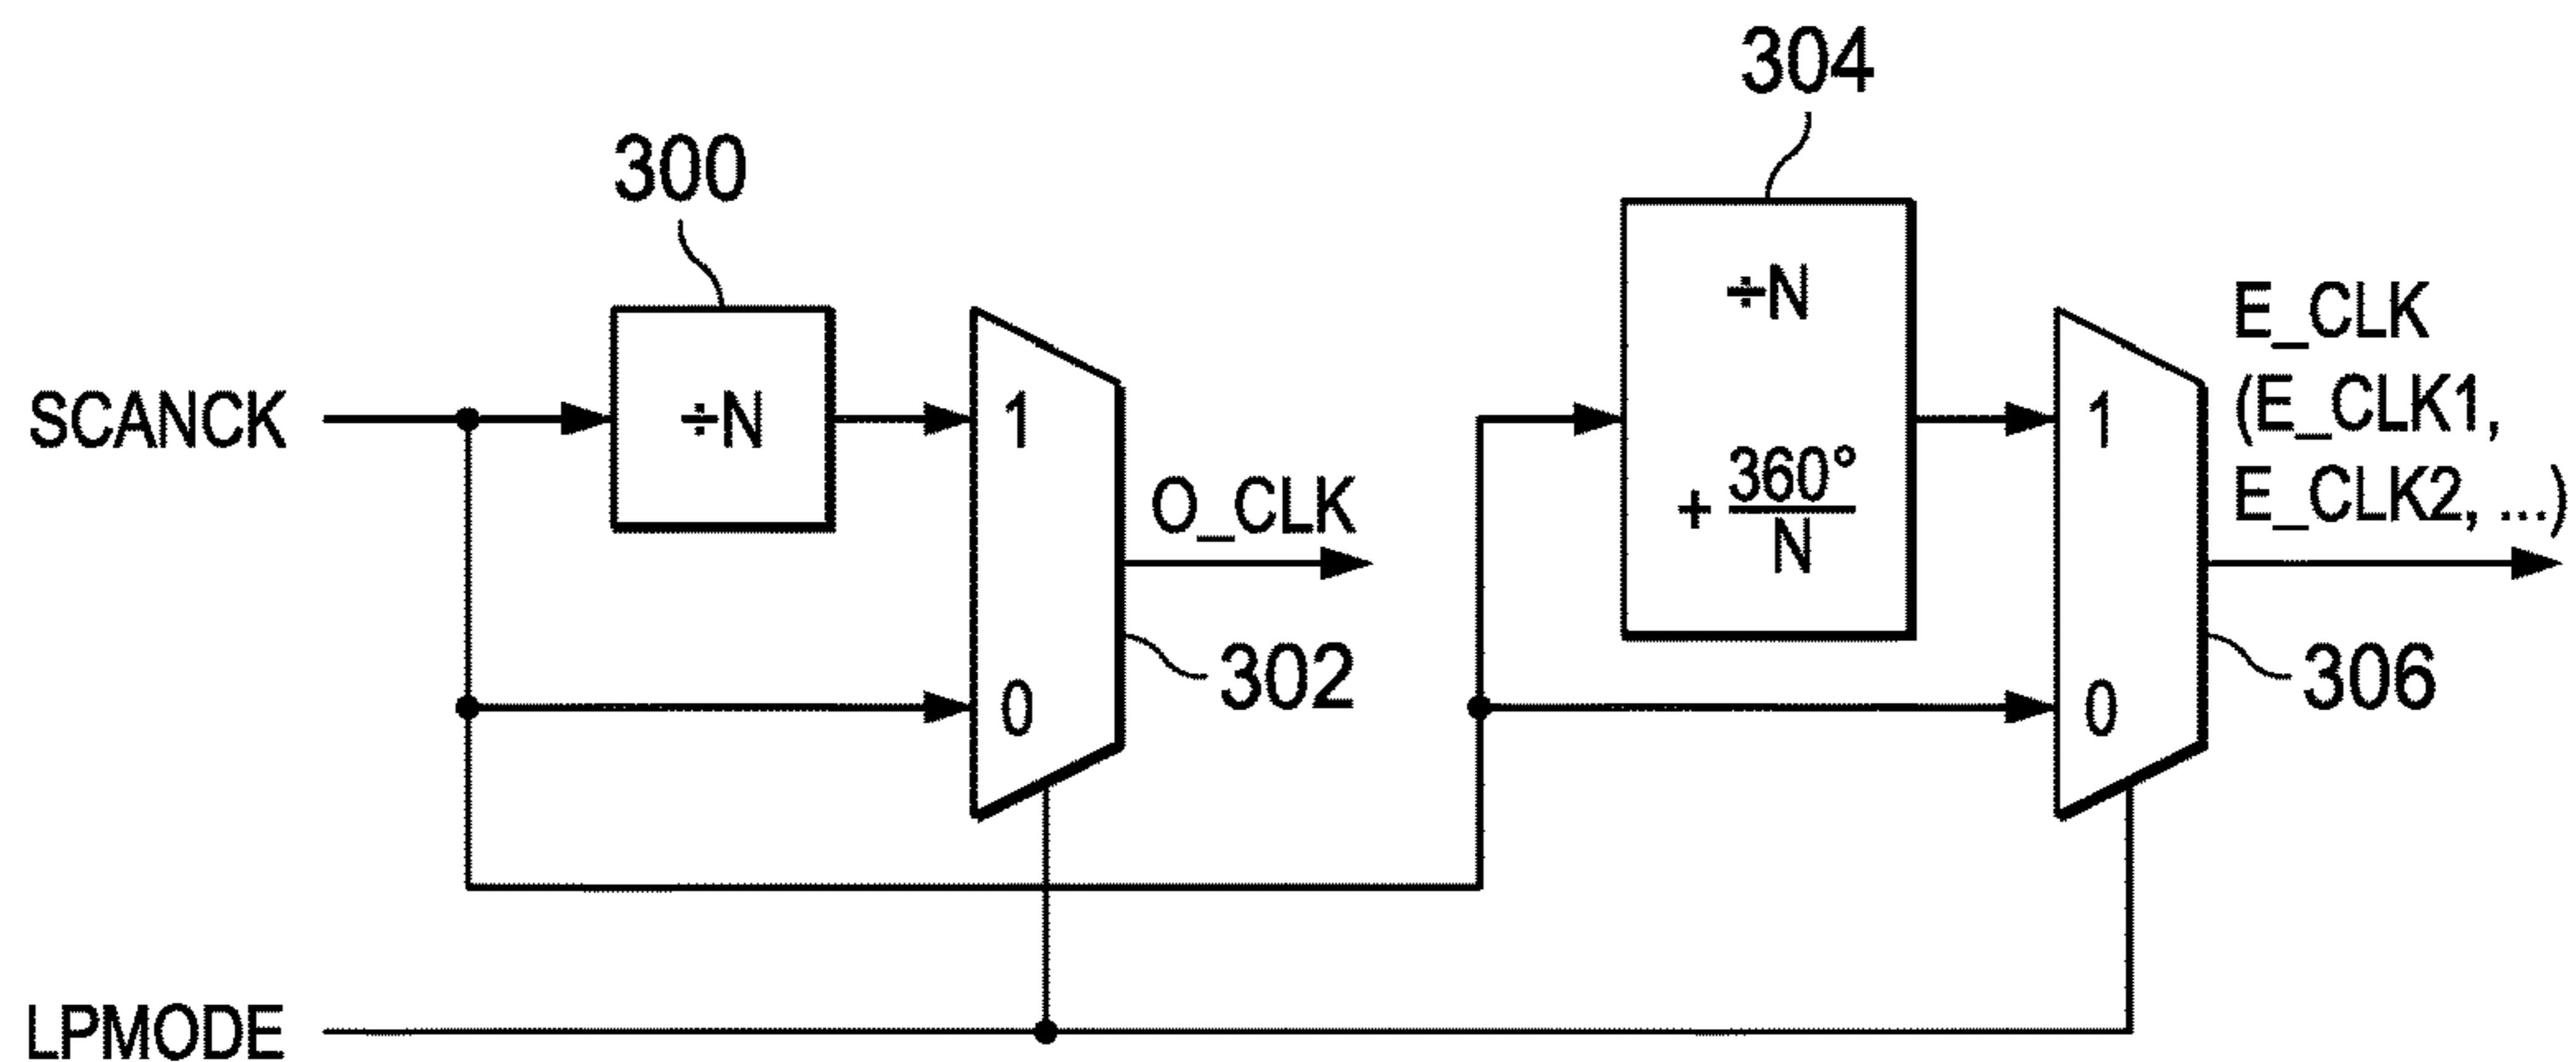 304
300
÷N
E_CLK
SCANCK
÷N
1
1
(E_CLK1,
O_CLK
+ 360°
N
E_CLK2, ...)
302
306
0
0
LPMODE